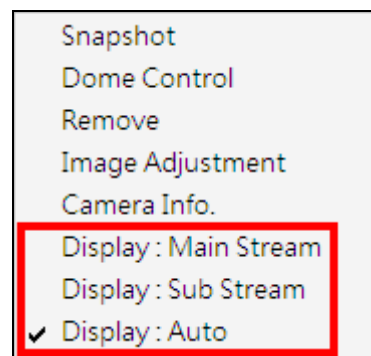 Snapshot
Dome Control
Remove
Image Adjustment
Camera Info.
Display : Main Stream
Display : Sub Stream
Display : Auto